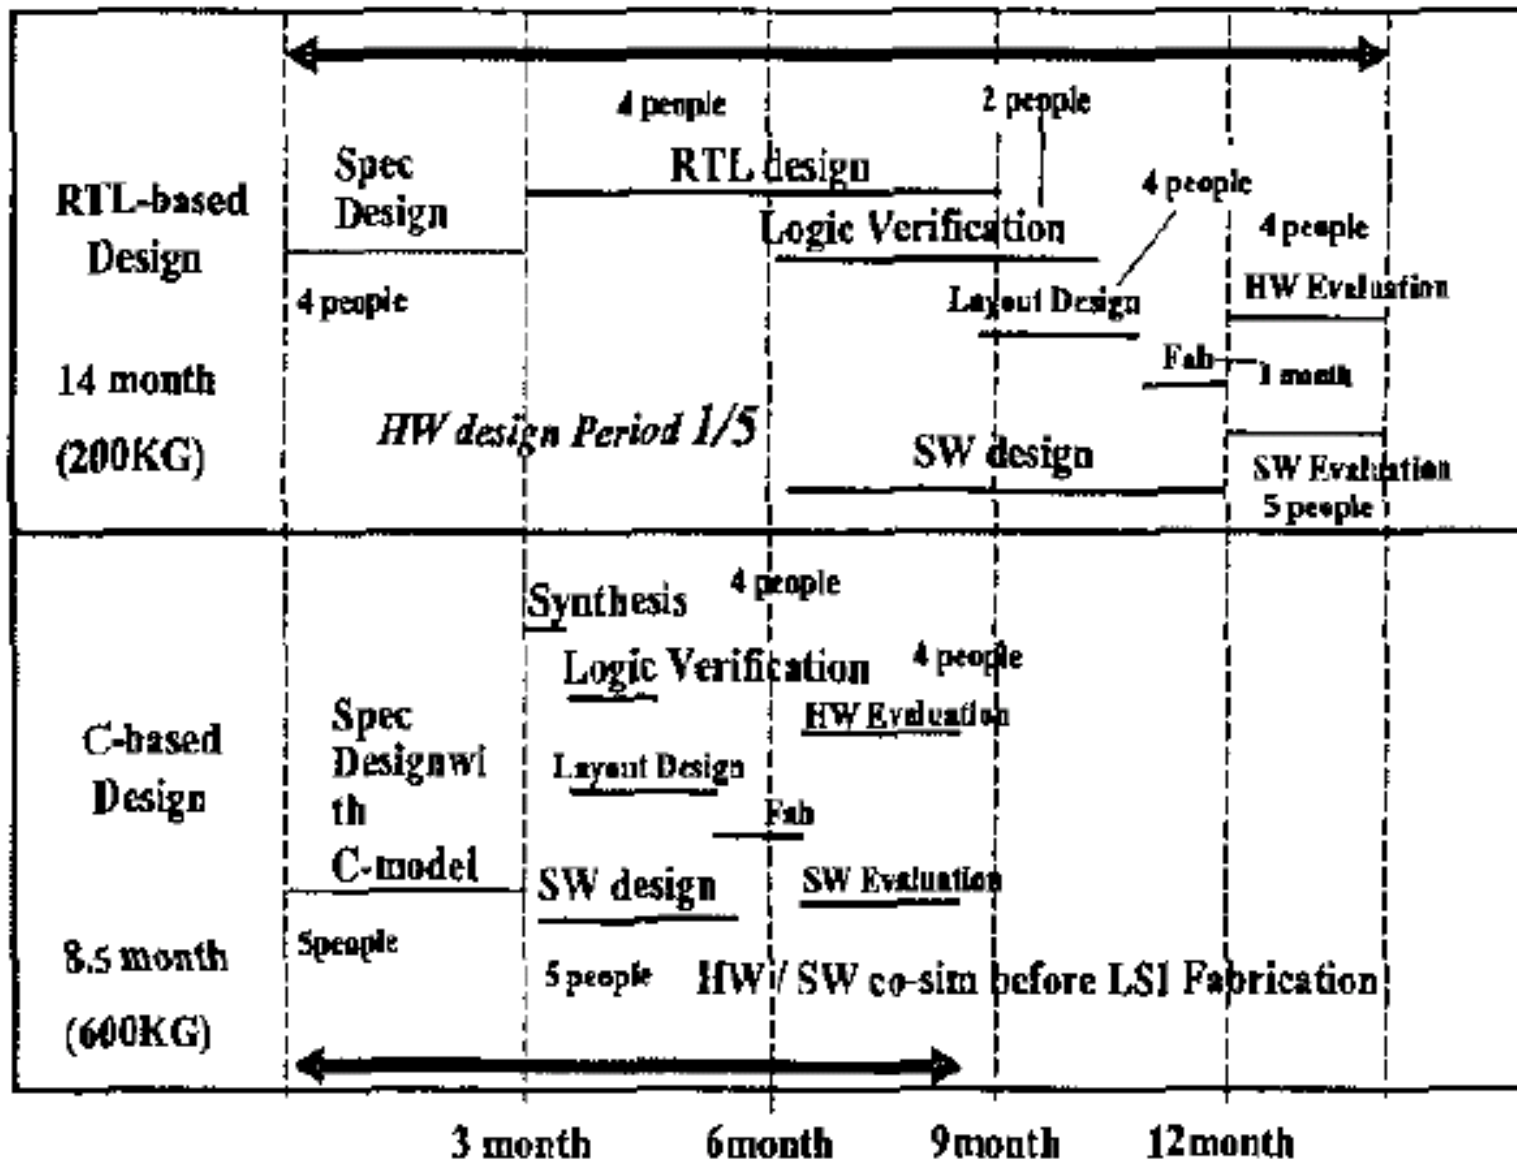 4 people
2 people
Spec
Design
RTL design
4 people
RTL-based
Design
Logic Verification
4 people
4 people
Layout Design
HW Evaluation
14 month
Fab
1 month
(200KG)
HW design Period 1/5
SW design
SW Evaluation
5 people
Synthesis
4 people
Logic Verification
4 people
C-based
Design
Spec
Designwi
th
C-model
HW Evaluation
Layout Design
Fab
SW design
SW Evaluation
8.5 month
(600KG)
5people
5 people
HW / SW co-sim before LSI Fabrication
3 month
6month
9month
12month